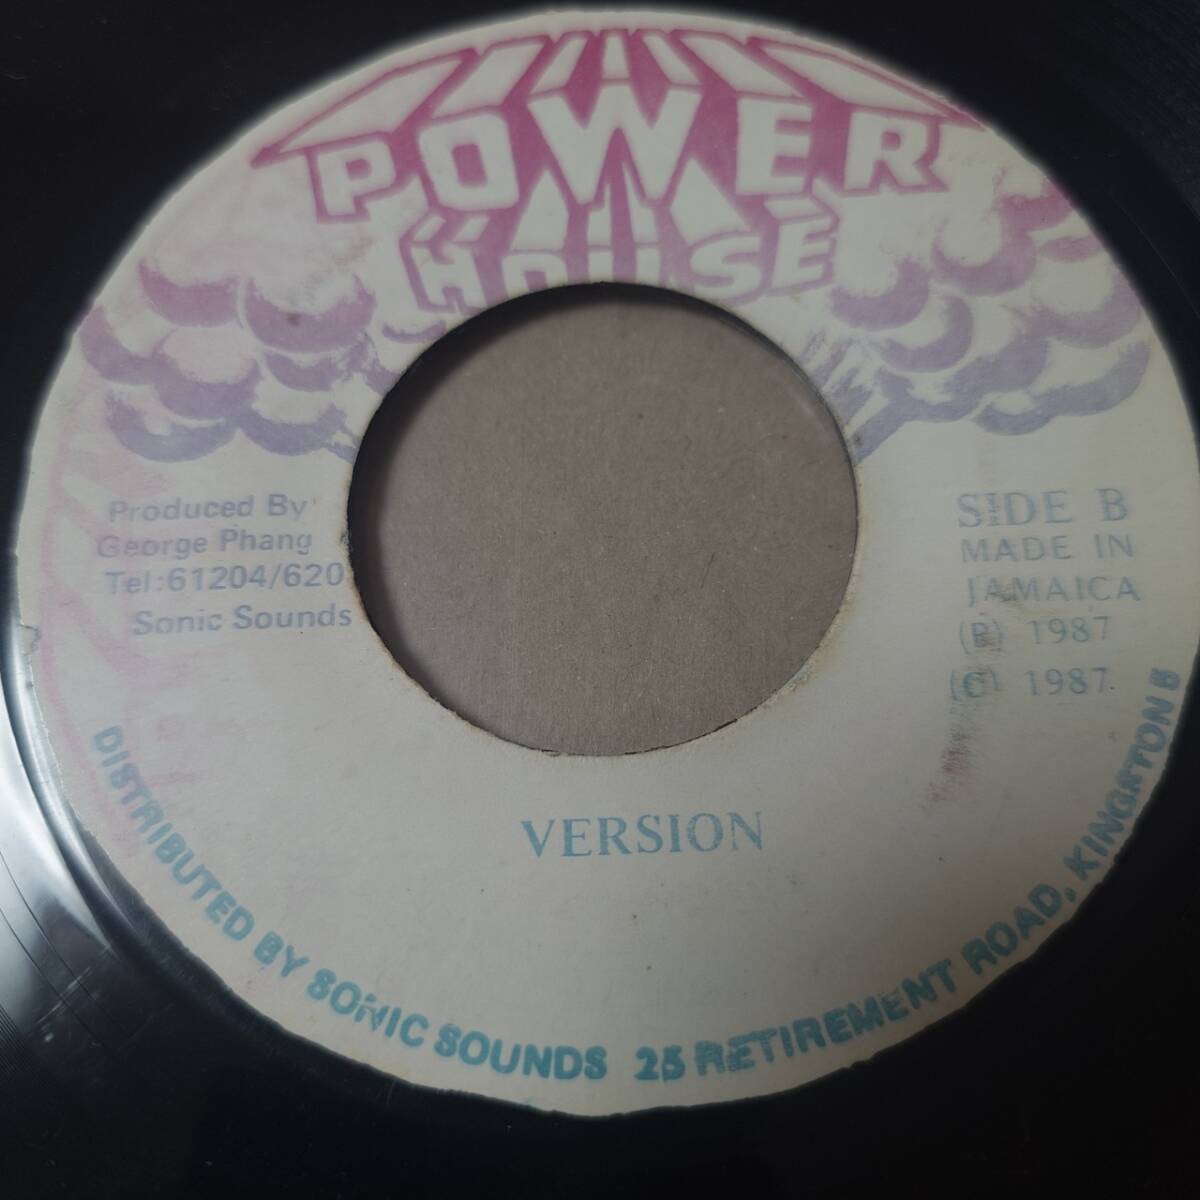 POWER
HOUSE
Produced By
George Phang
Tel:61204/620
Sonic Sounds
SIDE B
MADE IN
JAMAICA
(P) 1987
(C) 1987
VERSION
DISTRIBUTED BY SONIC SOUNDS 25 RETIREMENT ROAD, KINGSTON 5